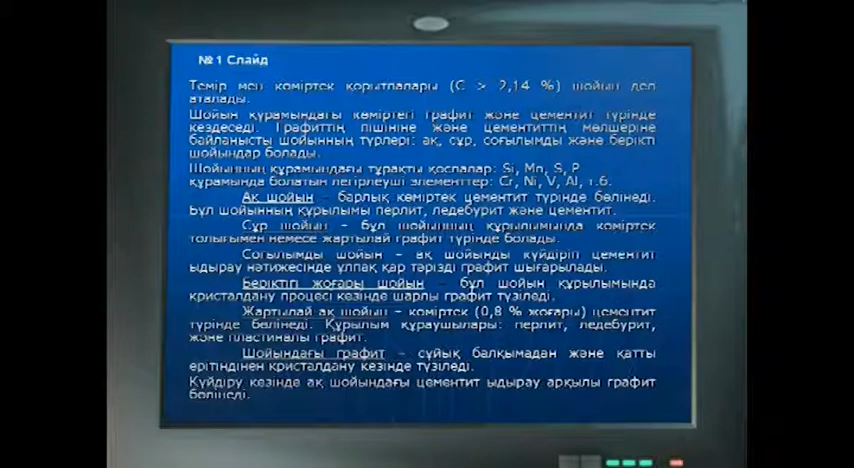 №1 Слайд
Темір мен көміртек қорытпалары (С > 2,14 %) шойын деп
аталады.
Шойын құрамындағы көміртегі графит және цементит түрінде
кездеседі. Графиттің пішініне және цементиттің мөлшеріне
байланысты шойынның түрлері: ақ, сұр, соғылымды және берікті
шойындар болады.
Шойынның құрамындағы тұрақты қоспалар: Si, Mn, S, P
құрамында болатын легірлеуші элементтер: Cr, Ni, V, Al, т.б.
Ақ шойын – барлық көміртек цементит түрінде бөлінеді.
Бұл шойынның құрылымы перлит, ледебурит және цементит.
Сұр шойын – бұл шойынның құрылымында көміртек
толығымен немесе жартылай графит түрінде болады.
Соғылымды шойын – ақ шойынды күйдіріп цементит
ыдырау нәтижесінде ұлпақ қар тәрізді графит шығарылады.
Беріктігі жоғары шойын – бұл шойын құрылымында
кристалдану процесі кезінде шарлы графит түзіледі.
Жартылай ақ шойын – көміртек (0,8 % жоғары) цементит
түрінде бөлінеді. Құрылым құраушылары: перлит, ледебурит,
және пластиналы графит.
Шойындағы графит – сұйық балқымадан және қатты
ерітіндінен кристалдану кезінде түзіледі.
Күйдіру кезінде ақ шойындағы цементит ыдырау арқылы графит
бөлінеді.